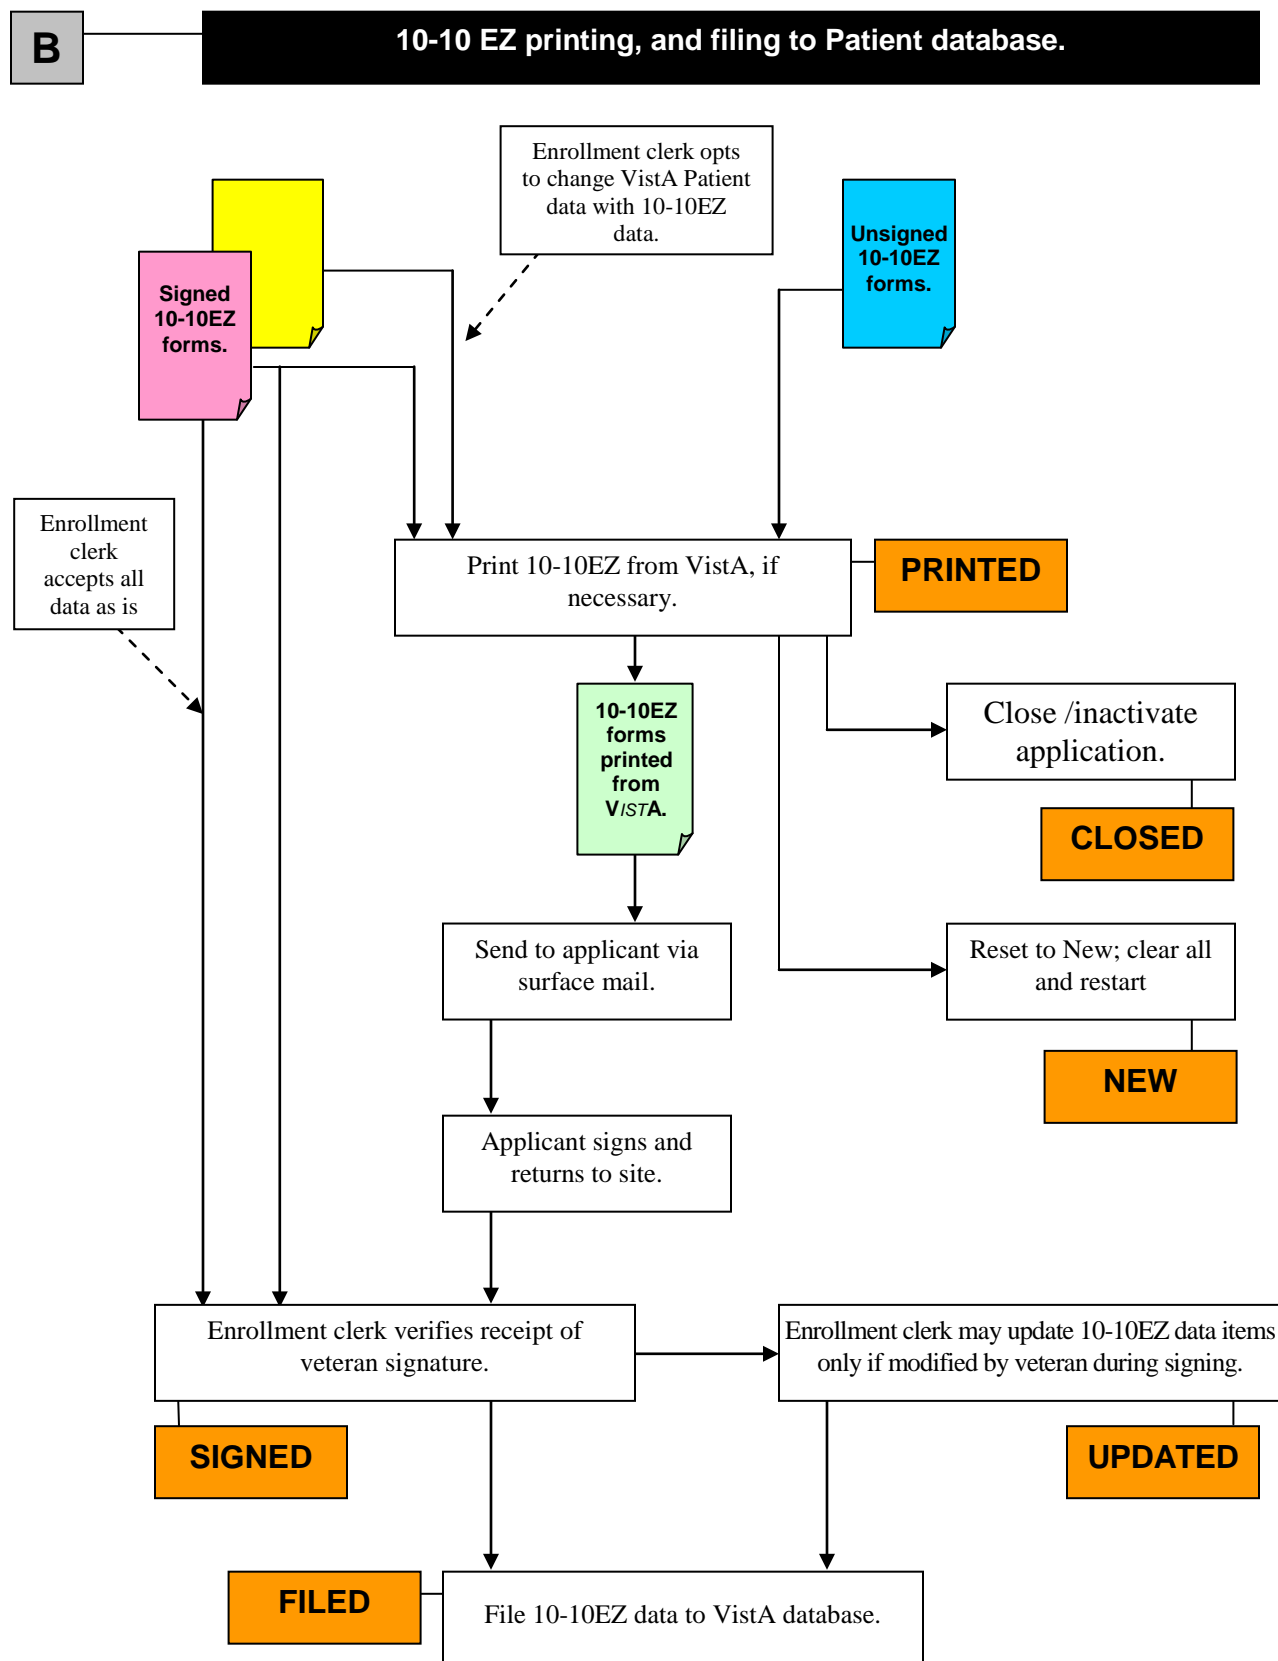 B
10-10 EZ printing, and filing to Patient database.
Enrollment clerk opts
to change VistA Patient
data with 10-10EZ
data.
Unsigned
10-10EZ
forms.
Signed
10-10EZ
forms.
Enrollment
clerk
accepts all
data as is
Print 10-10EZ from VistA, if
necessary.
PRINTED
10-10EZ
forms
printed
from
VISTA.
Close /inactivate
application.
CLOSED
Send to applicant via
surface mail.
Reset to New; clear all
and restart
NEW
Applicant signs and
returns to site.
Enrollment clerk verifies receipt of
veteran signature.
Enrollment clerk may update 10-10EZ data items
only if modified by veteran during signing.
SIGNED
UPDATED
FILED
File 10-10EZ data to VistA database.